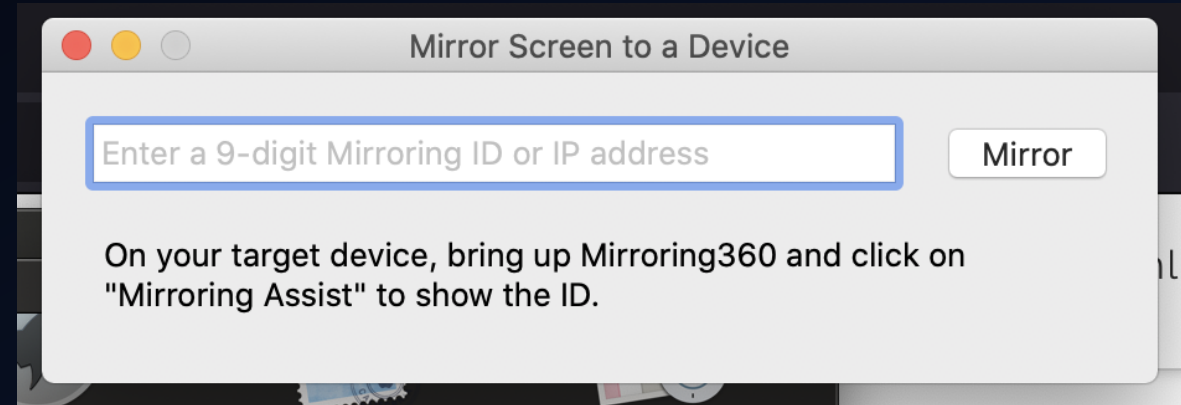 Mirror Screen to a Device
Enter a 9-digit Mirroring ID or IP address
Mirror
On your target device, bring up Mirroring360 and click on
"Mirroring Assist" to show the ID.